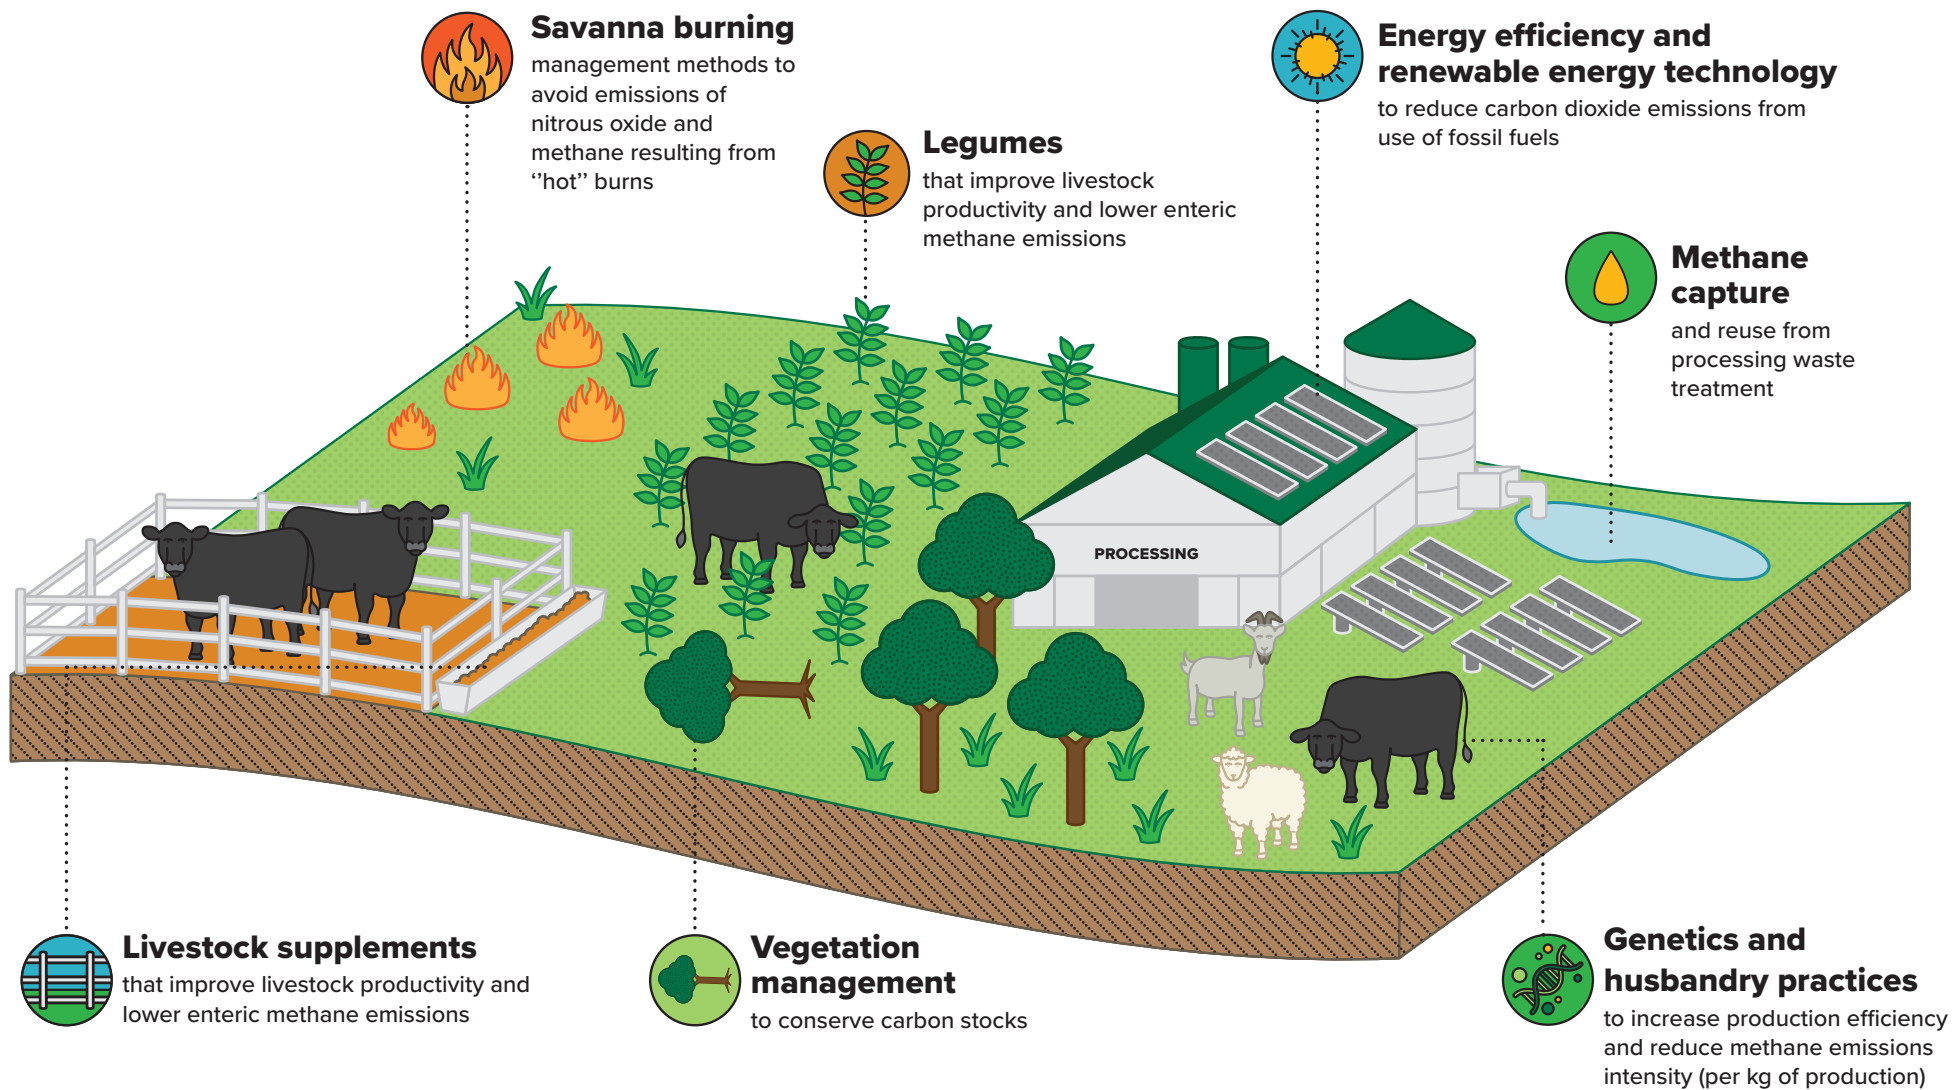 Savanna burning
management methods to
avoid emissions of
nitrous oxide and
methane resulting from
‘’hot’’ burns
Legumes
that improve livestock
productivity and lower enteric
methane emissions
Energy efficiency and
renewable energy technology
to reduce carbon dioxide emissions from
use of fossil fuels
Methane
capture
and reuse from
processing waste
treatment
PROCESSING
Livestock supplements
that improve livestock productivity and
lower enteric methane emissions
Vegetation
management
to conserve carbon stocks
Genetics and
husbandry practices
to increase production efficiency
and reduce methane emissions
intensity (per kg of production)